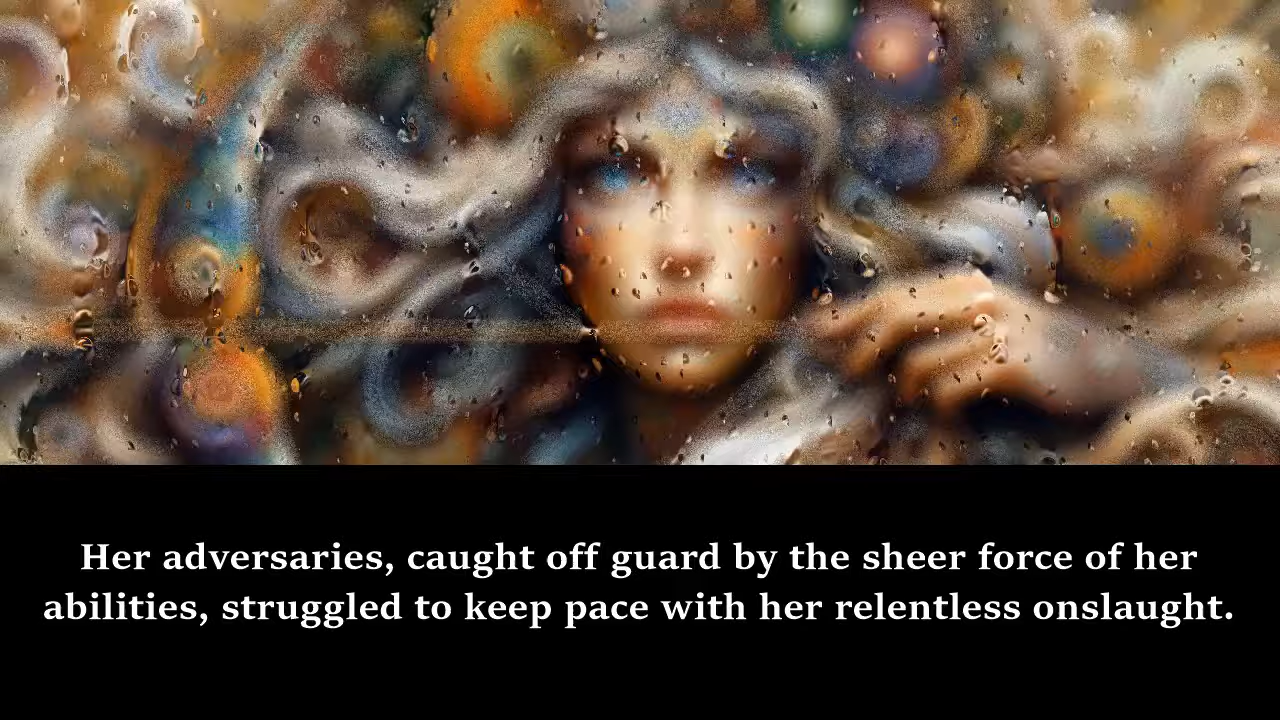 Her adversaries, caught off guard by the sheer force of her
abilities, struggled to keep pace with her relentless onslaught.